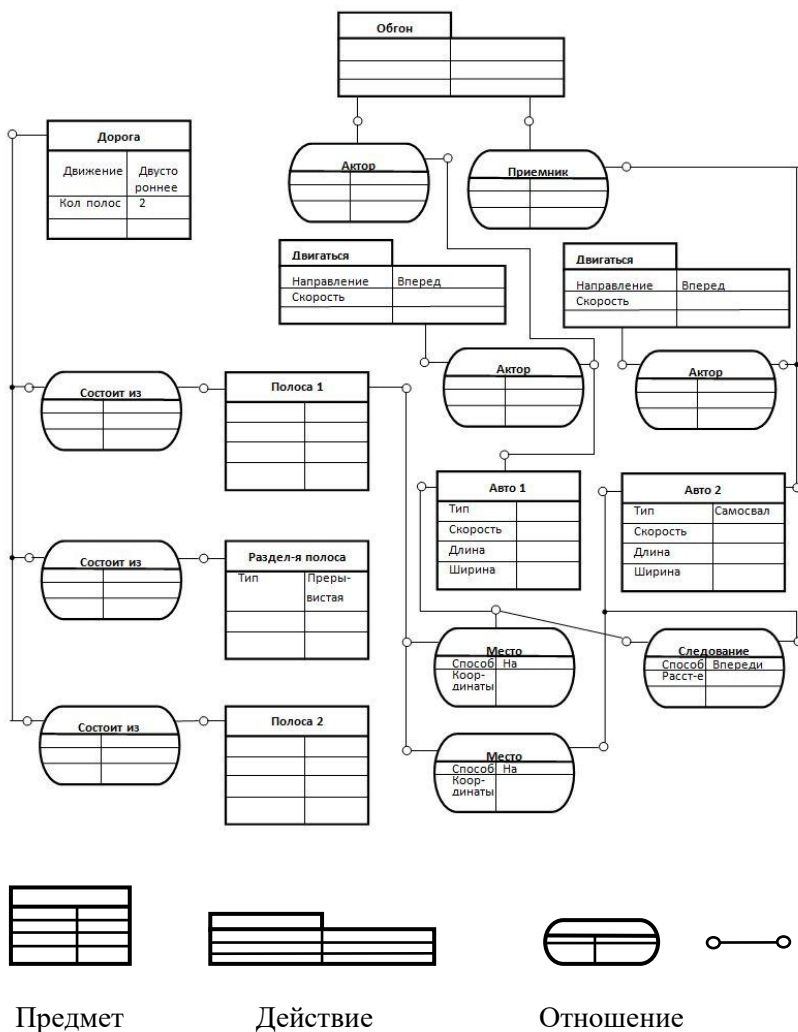 Обгон
Дорога
Движение Двусто
роннее
Кол полос 2
Актор
Приемник
Двигаться
Направление Вперед
Скорость
Двигаться
Направление Вперед
Скорость
Состоит из
Полоса 1
Актор
Актор
Авто 1
Тип
Скорость
Длина
Ширина
Авто 2
Тип Самосвал
Скорость
Длина
Ширина
Состоит из
Раздел-я полоса
Тип Преры-
вистая
Место
Способ На
Коор-
динаты
Следование
Способ Впереди
Расст-е
Состоит из
Полоса 2
Место
Способ На
Коор-
динаты
Предмет Действие Отношение